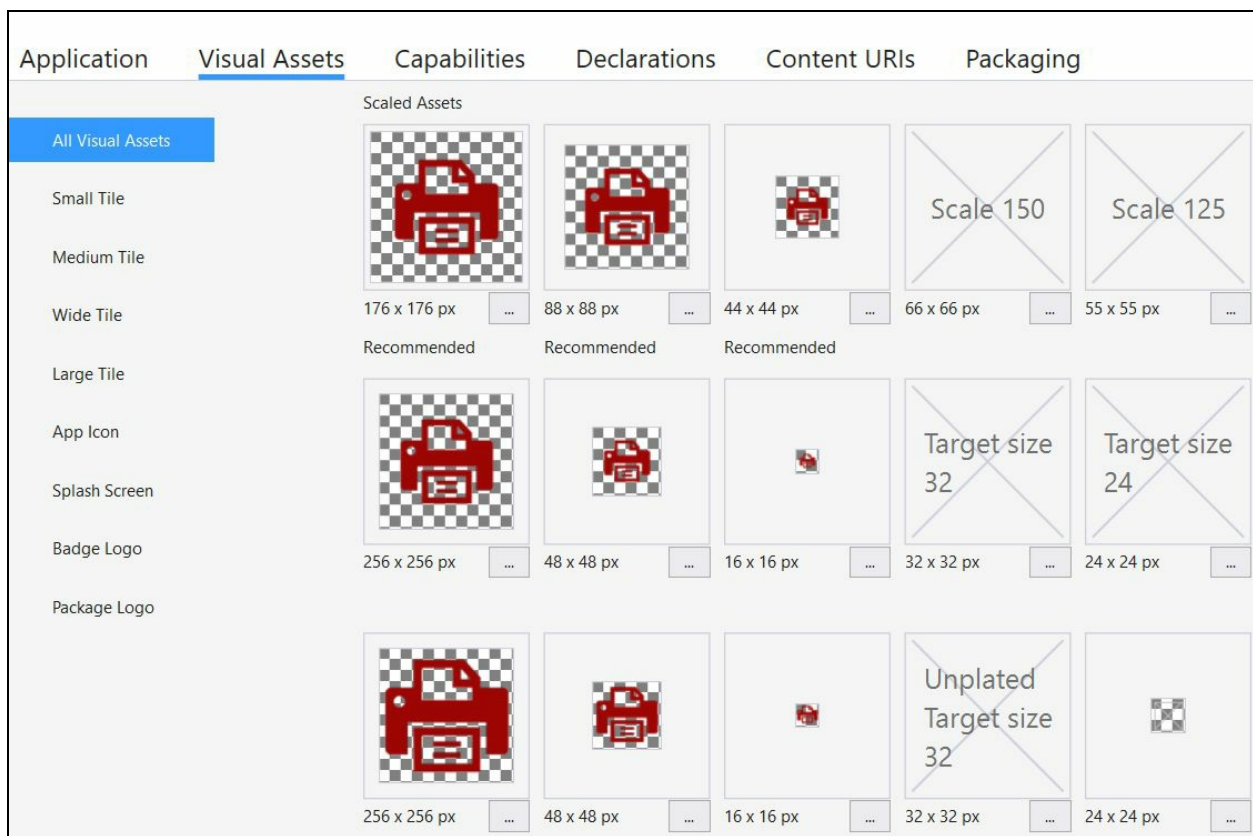 Application Visual Assets Capabilities Declarations Content URIs Packaging
All Visual Assets
Small Tile
Medium Tile
Wide Tile
Large Tile
App Icon
Splash Screen
Badge Logo
Package Logo
Scaled Assets
Scale 150
Scale 125
176 x 176 px ... 88 x 88 px ... 44 x 44 px ... 66 x 66 px ... 55 x 55 px ...
Recommended Recommended Recommended
Target size
32
Target size
24
256 x 256 px ... 48 x 48 px ... 16 x 16 px ... 32 x 32 px ... 24 x 24 px ...
Unplated
Target size
32
256 x 256 px ... 48 x 48 px ... 16 x 16 px ... 32 x 32 px ... 24 x 24 px ...